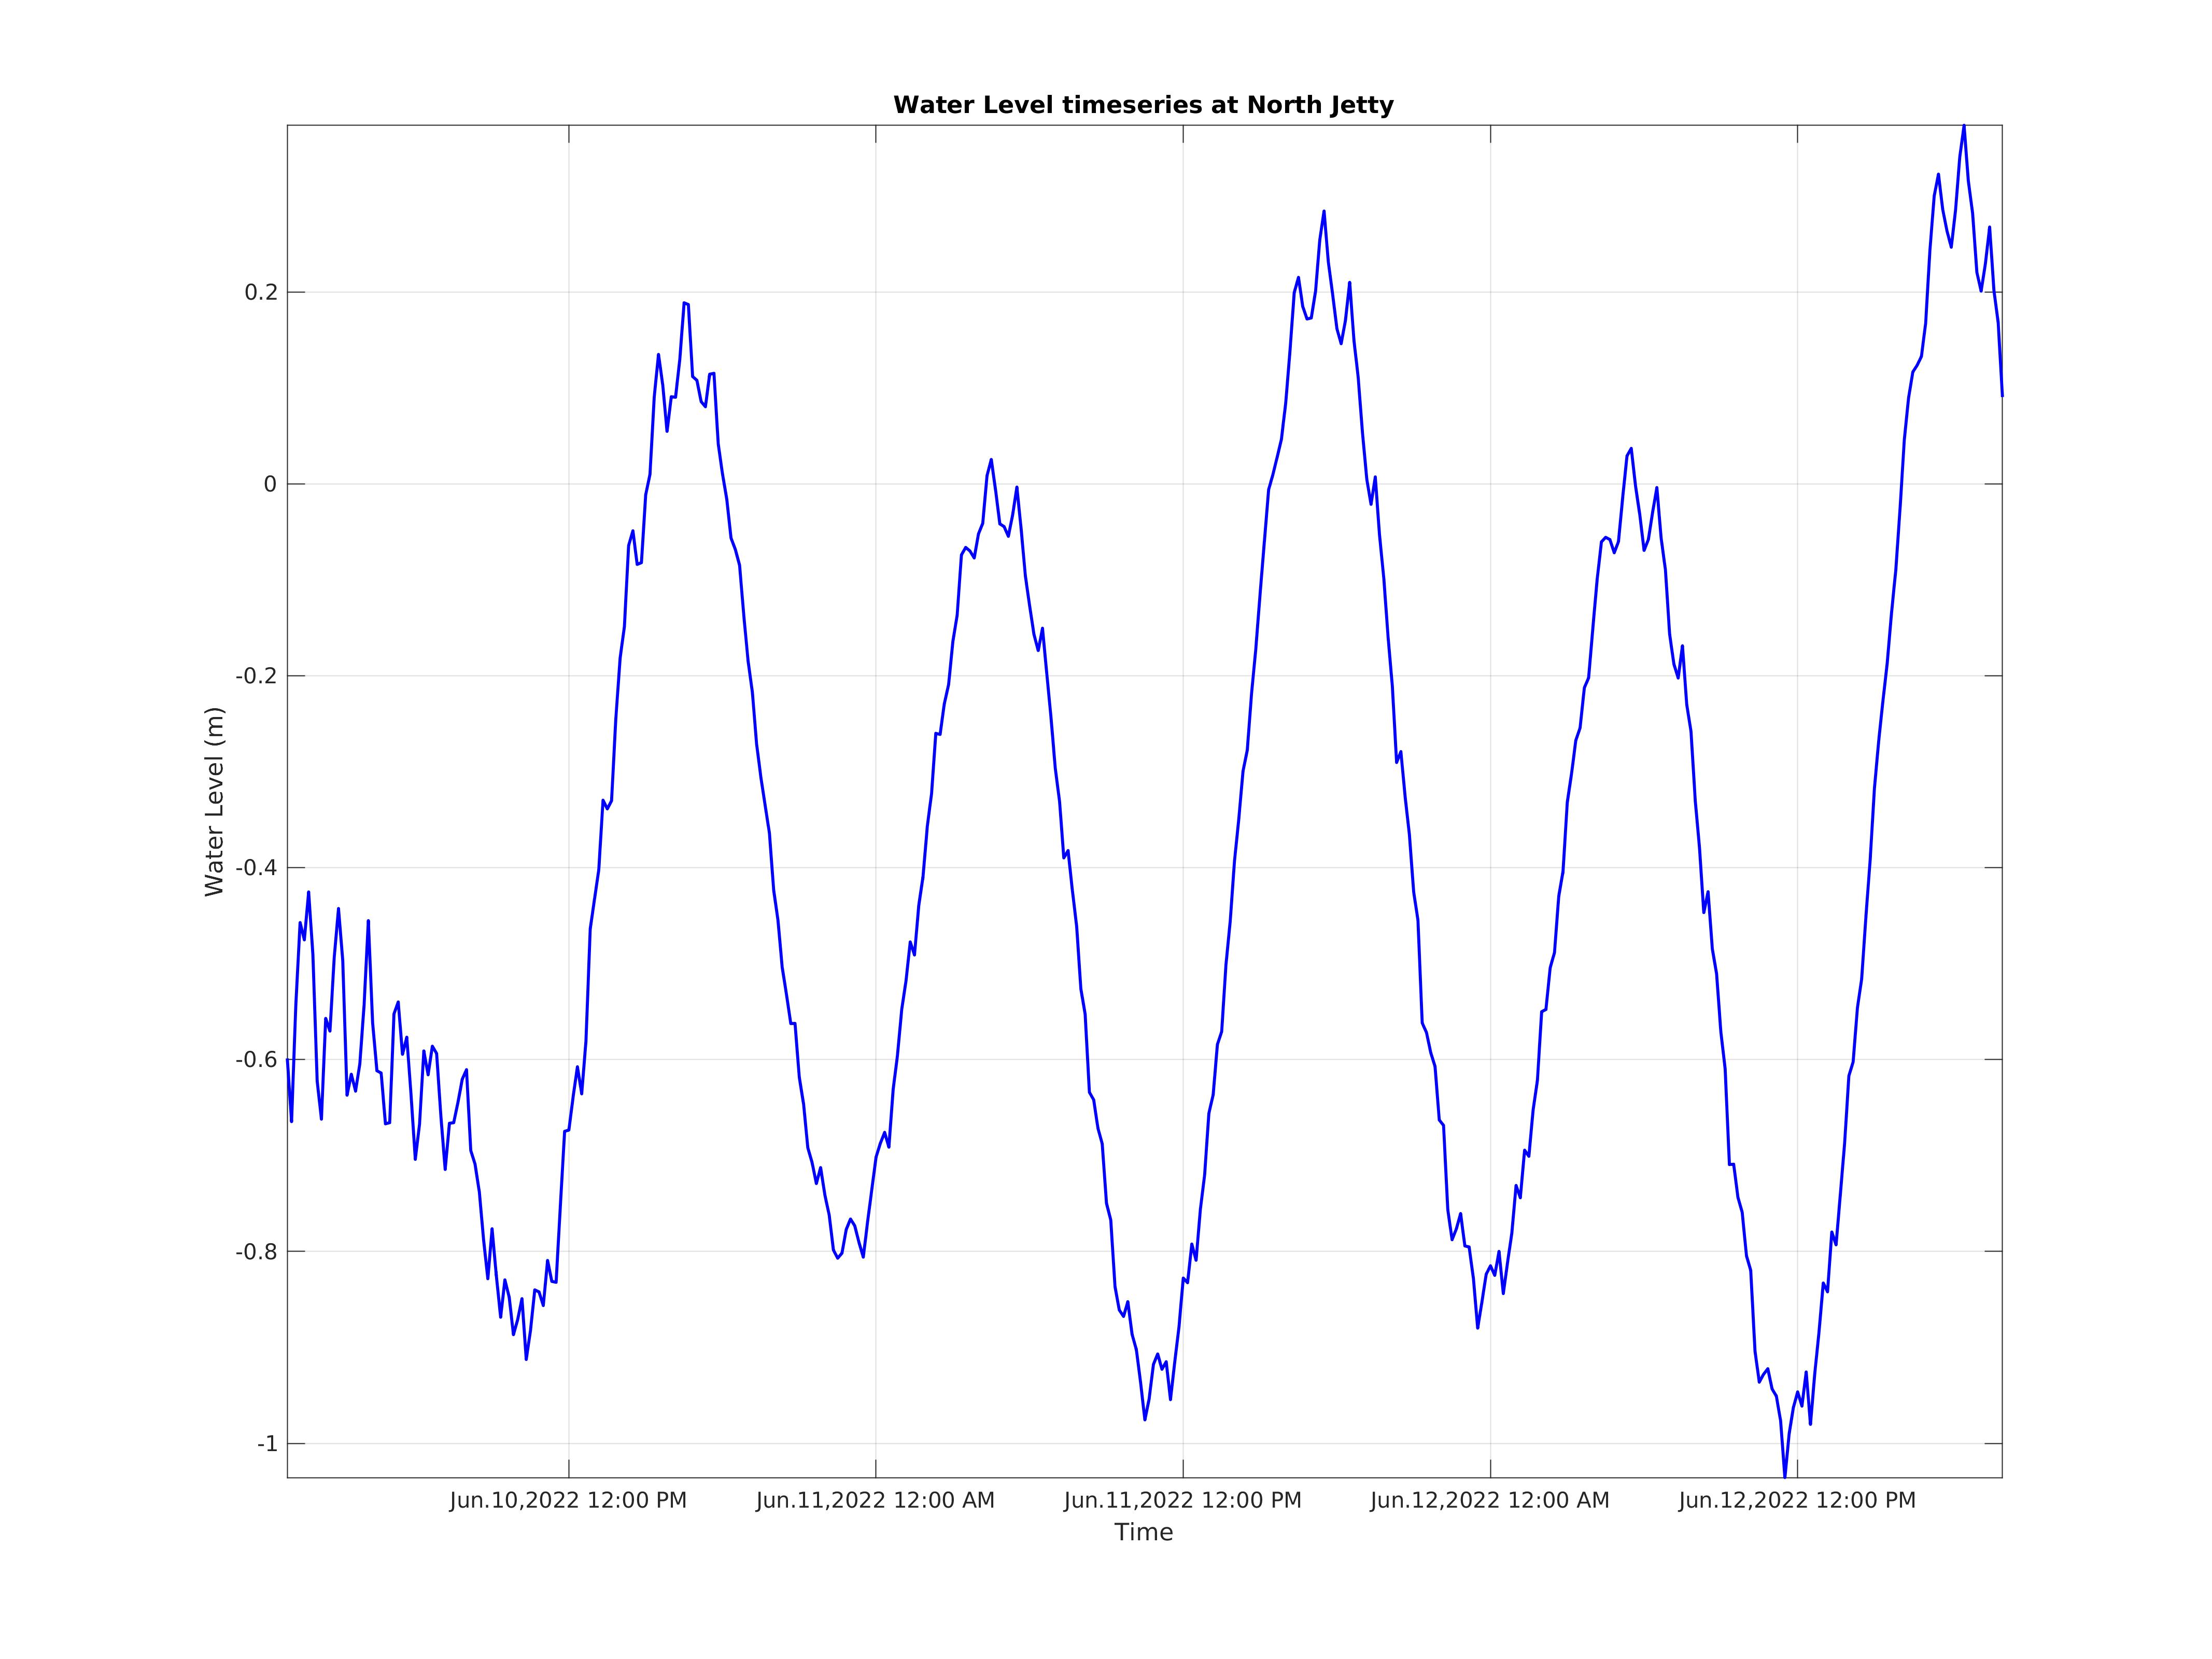 Water Level timeseries at North Jetty
0.2
0
-0.2
-0.4
-0.6
-0.8
-1
Water Level (m)
Jun.10,2022 12:00 PM Jun.11,2022 12:00 AM Jun.11,2022 12:00 PM Jun.12,2022 12:00 AM Jun.12,2022 12:00 PM
Time